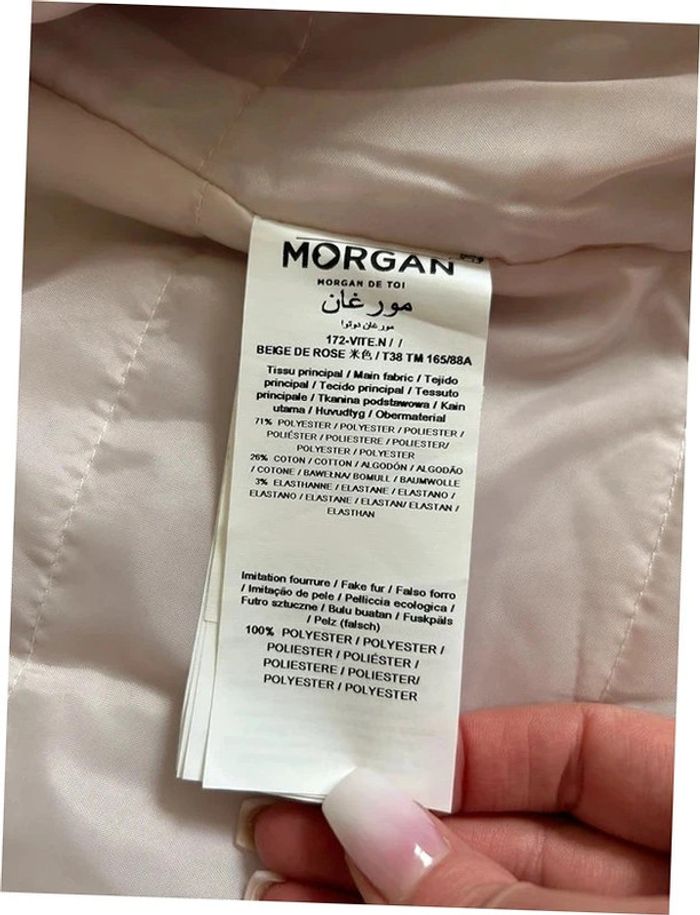 MORGAN
MORGAN DE TOI
مورغان
مورغان دوتوا
172-VITE.N / /
BEIGE DE ROSE 米色 / T38 TM 165/88A
Tissu principal / Main fabric / Tejido
principal / Tecido principal / Tessuto
principale / Tkanina podstawowa / Kain
utama / Huvudtyg / Obermaterial
71% POLYESTER / POLYESTER / POLIESTER /
POLIÉSTER / POLIESTERE / POLIESTER/
POLYESTER / POLYESTER
26% COTON / COTTON / ALGODÓN / ALGODÃO
/ COTONE / BAWEŁNA/ BOMULL / BAUMWOLLE
3% ELASTHANNE / ELASTANE / ELASTANO /
ELASTANO / ELASTANE / ELASTAN/ ELASTAN /
ELASTHAN
Imitation fourrure / Fake fur / Falso forro
/ Imitação de pele / Pelliccia ecologica /
Futro sztuczne / Bulu buatan / Fuskpäls
/ Pelz (falsch)
100% POLYESTER / POLYESTER /
POLIESTER / POLIÉSTER /
POLIESTERE / POLIESTER/
POLYESTER / POLYESTER